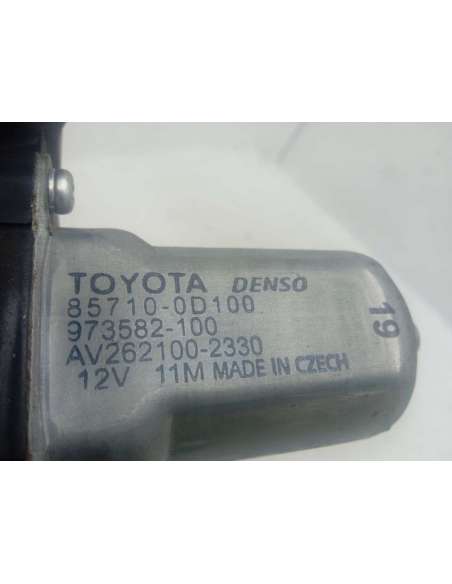 TOYOTA DENSO
85710-0D100
973582-100
AV262100-2330
12V 11M MADE IN CZECH
19